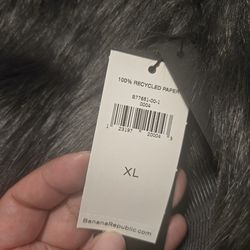 100% RECYCLED PAPER
877681-00-1
0004
1 23197 20004 3
XL
BananaRepublic.com